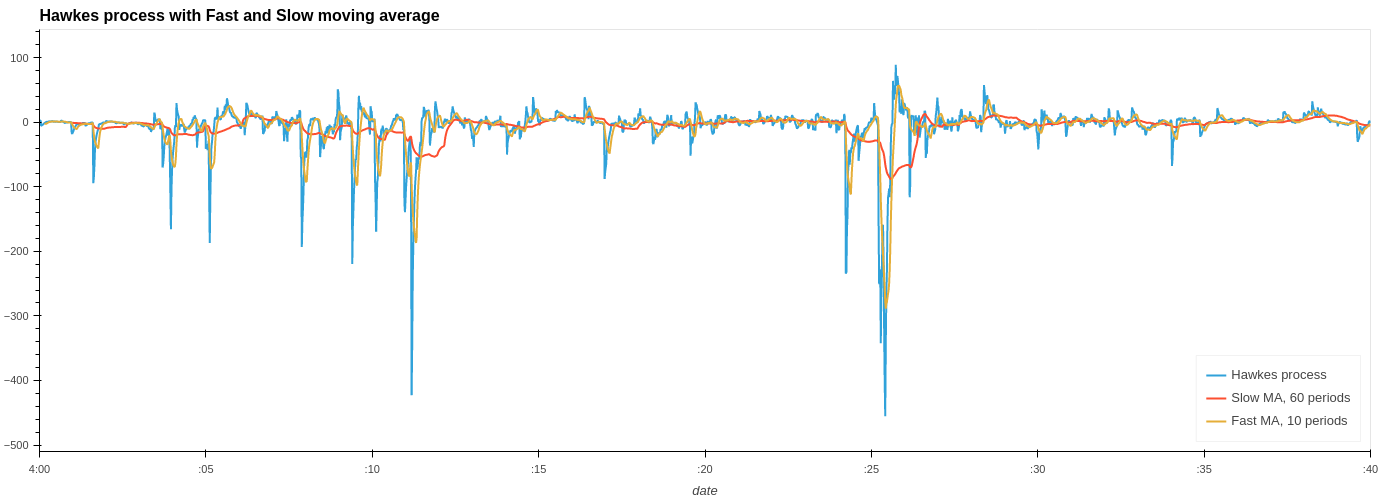 Hawkes process with Fast and Slow moving average
100
0
−100
−200
−300
−400
−500
Hawkes process
Slow MA, 60 periods
Fast MA, 10 periods
4:00 :05 :10 :15 :20 :25 :30 :35 :40
date